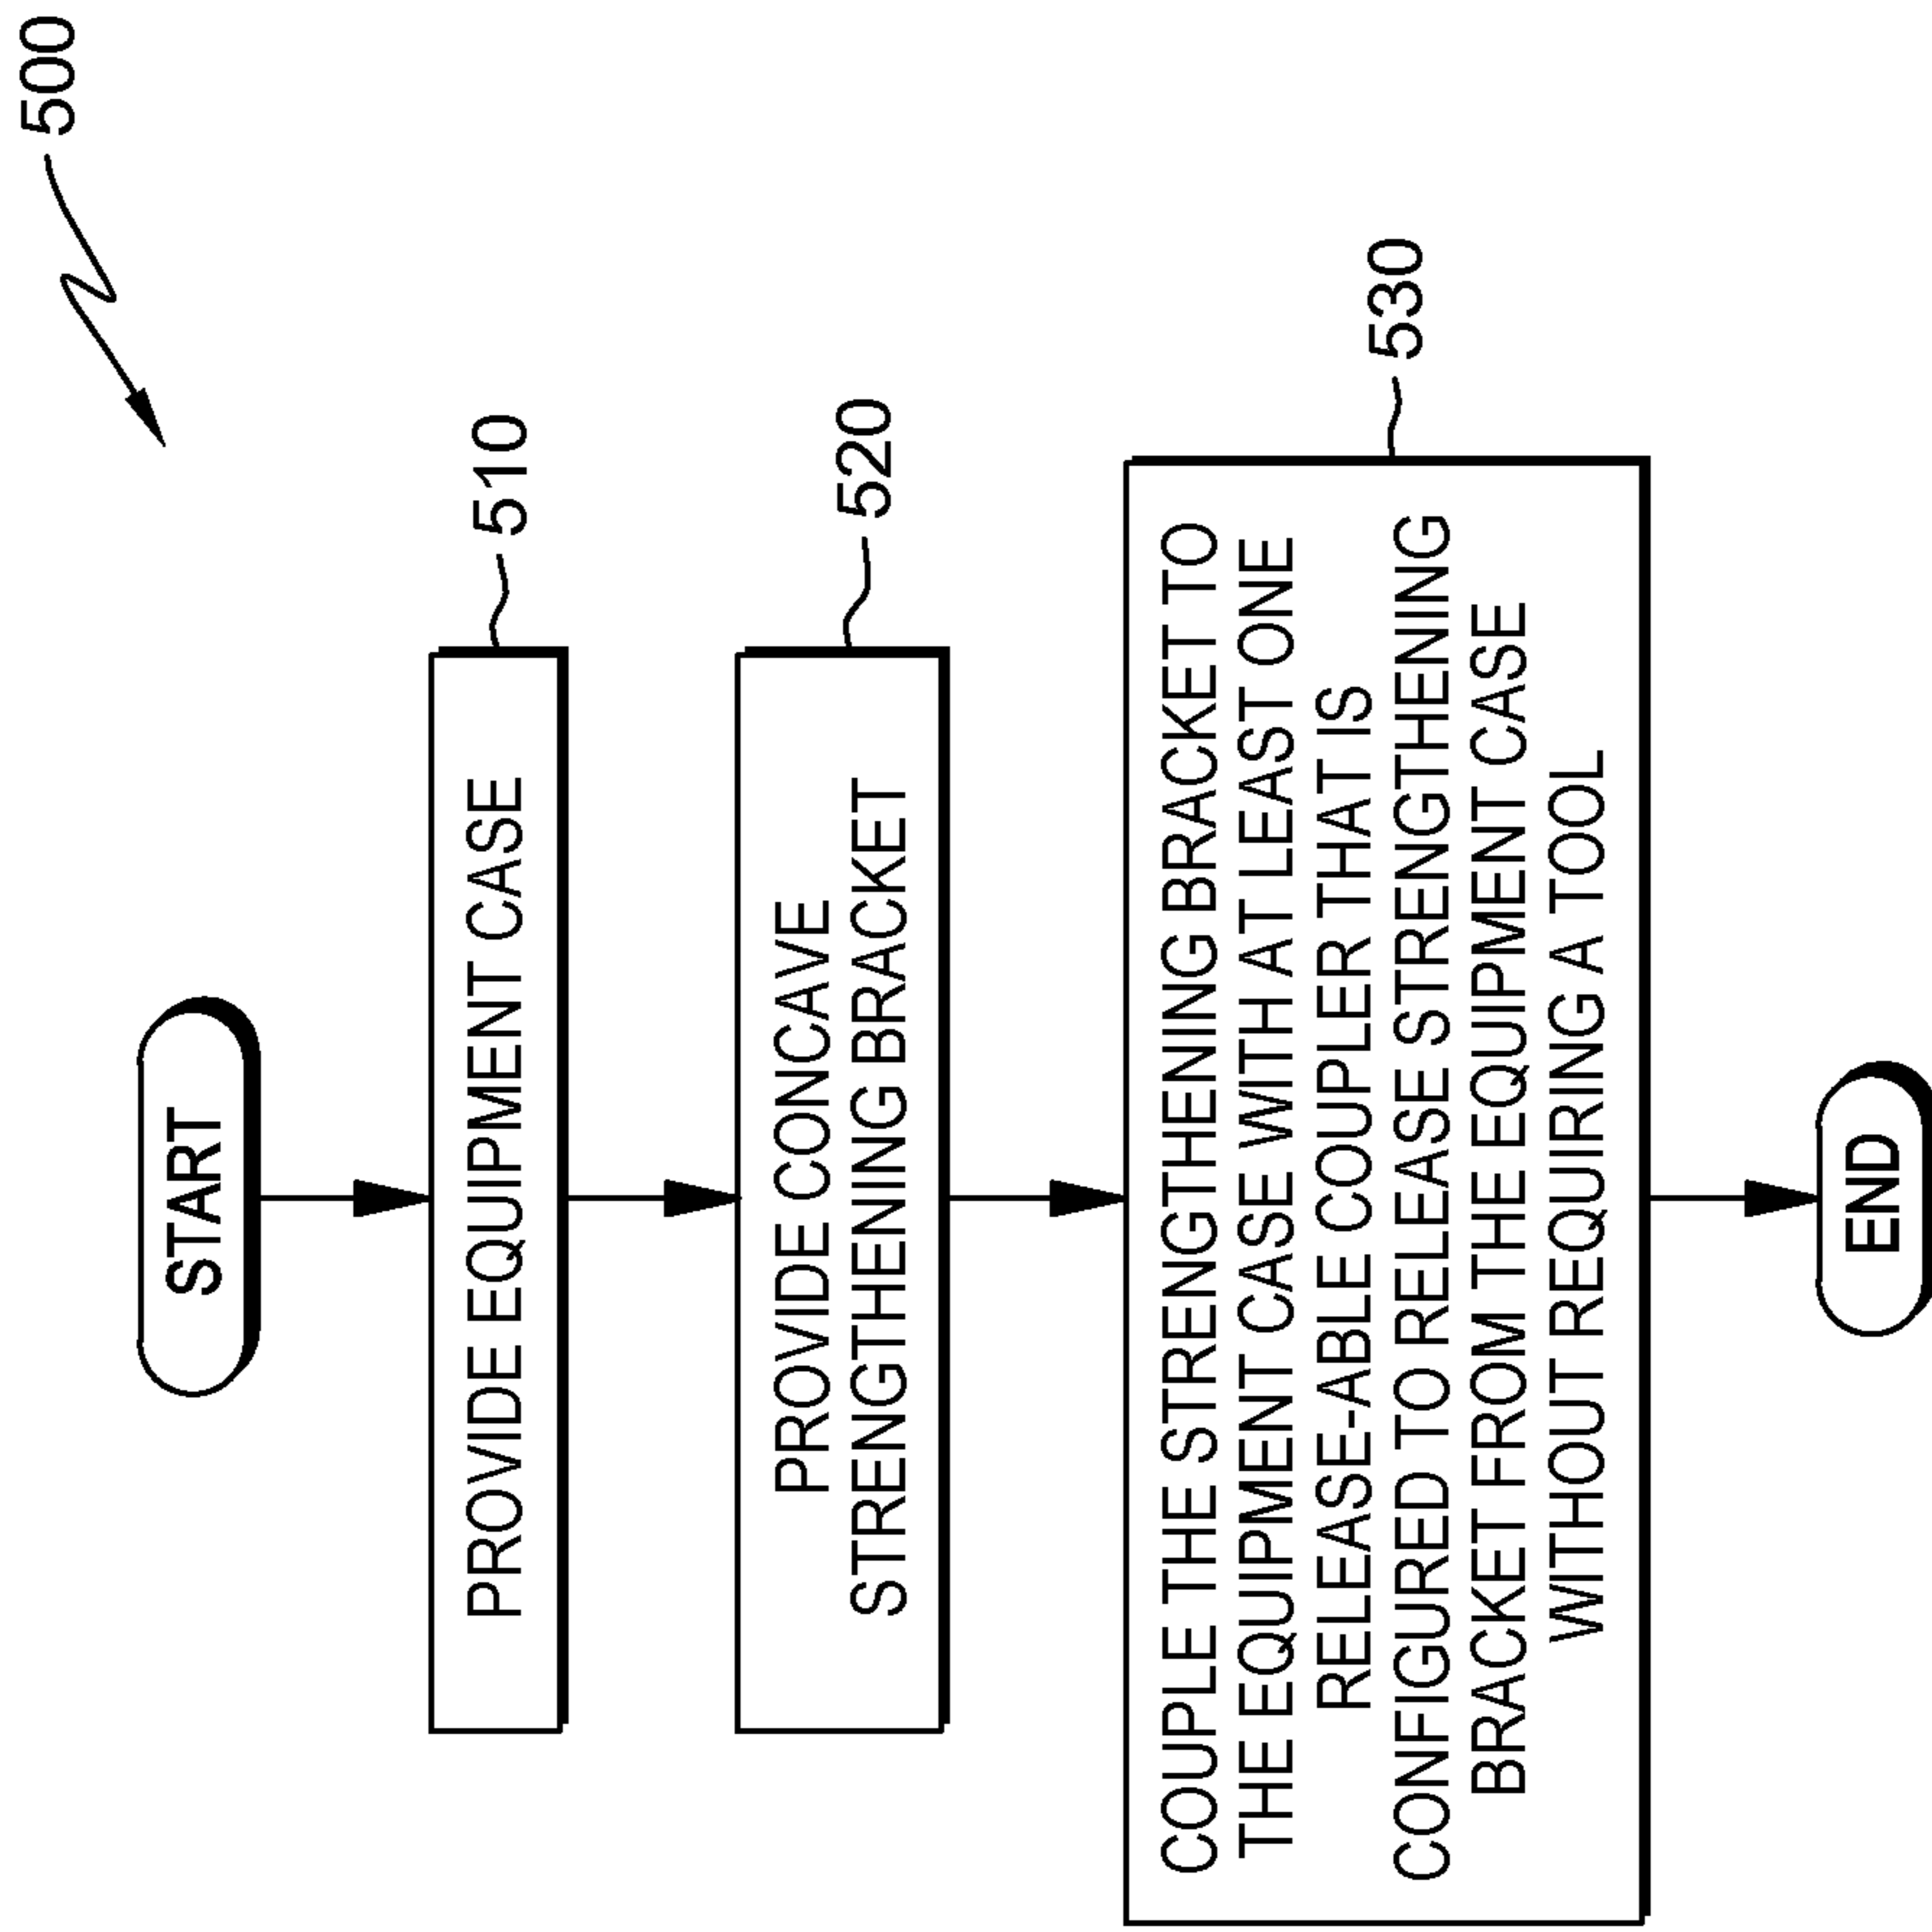 500
START
PROVIDE EQUIPMENT CASE
510
PROVIDE CONCAVE
STRENGTHENING BRACKET
520
COUPLE THE STRENGTHENING BRACKET TO
THE EQUIPMENT CASE WITH AT LEAST ONE
RELEASE-ABLE COUPLER THAT IS
CONFIGURED TO RELEASE STRENGTHENING
BRACKET FROM THE EQUIPMENT CASE
WITHOUT REQUIRING A TOOL
530
END